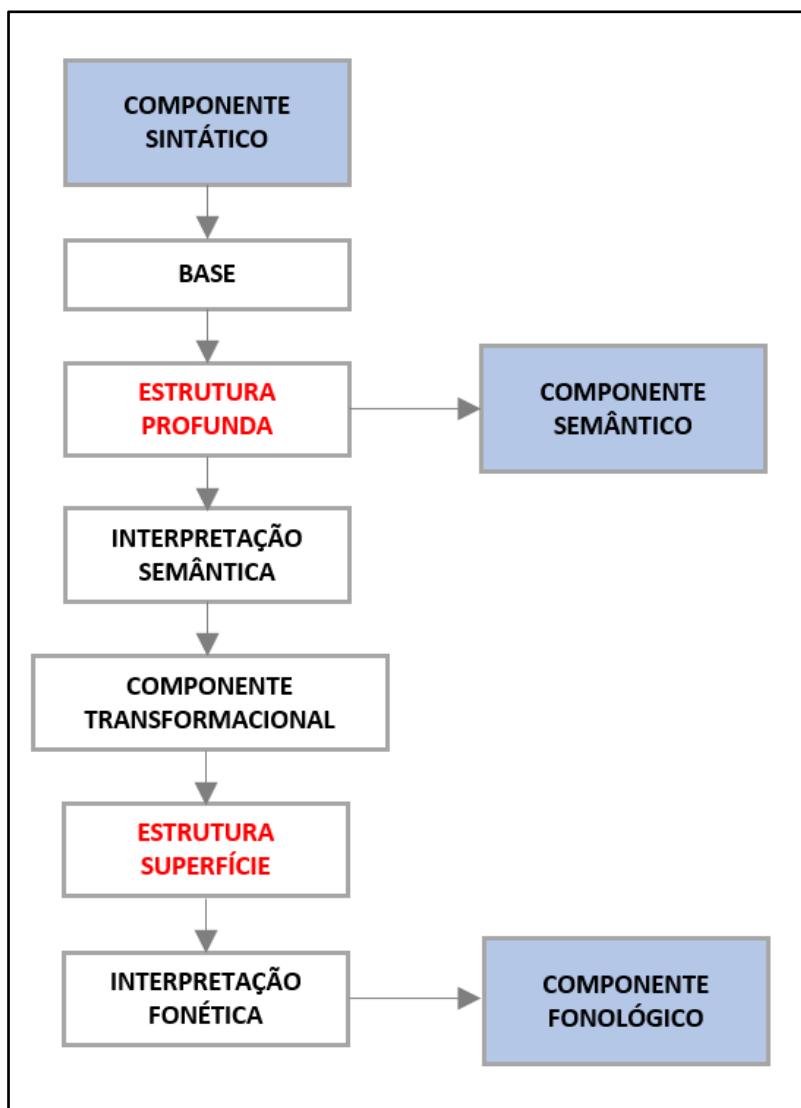 COMPONENTE
SINTÁTICO
BASE
ESTRUTURA
PROFUNDA
COMPONENTE
SEMÂNTICO
INTERPRETAÇÃO
SEMÂNTICA
COMPONENTE
TRANSFORMACIONAL
ESTRUTURA
SUPERFÍCIE
INTERPRETAÇÃO
FONÉTICA
COMPONENTE
FONOLÓGICO